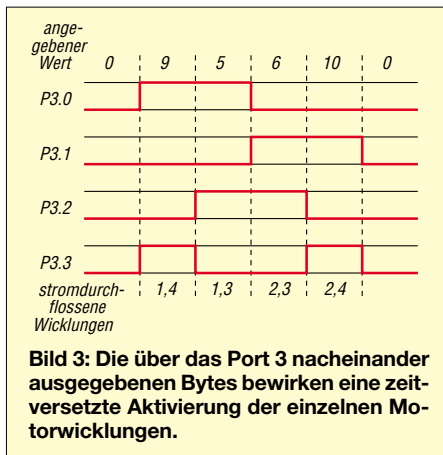 ange-
gebener
Wert 0 9 5 6 10 0
P3.0
P3.1
P3.2
P3.3
stromdurch-
flossene
Wicklungen 1,4 1,3 2,3 2,4
Bild 3: Die über das Port 3 nacheinander
ausgegebenen Bytes bewirken eine zeit-
versetzte Aktivierung der einzelnen Mo-
torwicklungen.